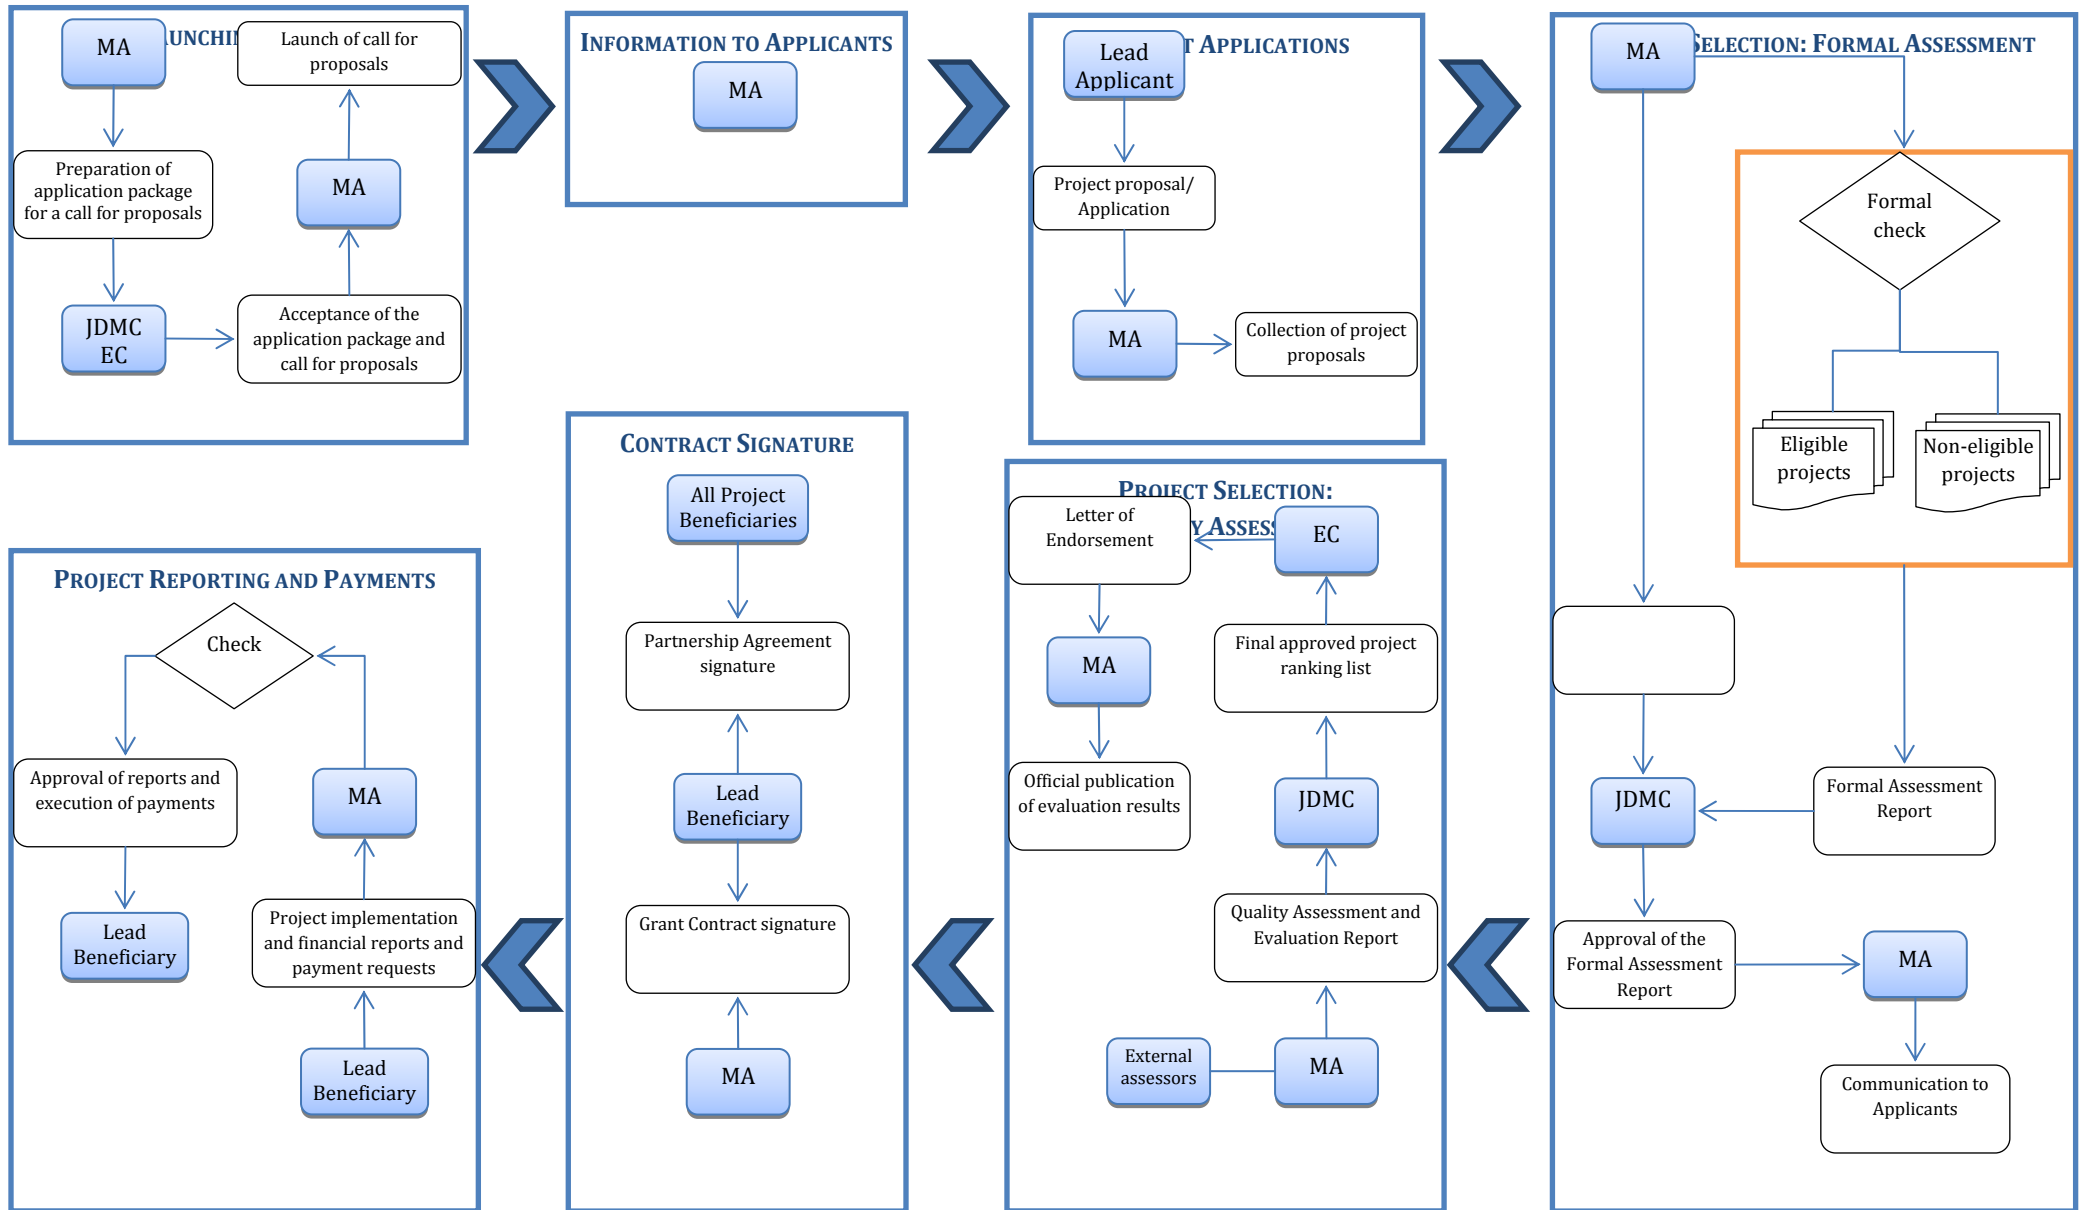 MA
UNCHI
Launch of call for
proposals
Preparation of
application package
for a call for proposals
MA
JDMC
EC
Acceptance of the
application package and
call for proposals
INFORMATION TO APPLICANTS
MA
Lead
Applicant
T APPLICATIONS
Project proposal/
Application
MA
Collection of project
proposals
MA
SELECTION: FORMAL ASSESSMENT
Formal
check
Eligible
projects
Non-eligible
projects
JDMC
Formal Assessment
Report
Approval of the
Formal Assessment
Report
MA
Communication to
Applicants
PROJECT SELECTION:
Y ASSESS
Letter of
Endorsement
EC
MA
Final approved project
ranking list
Official publication
of evaluation results
JDMC
Quality Assessment and
Evaluation Report
External
assessors
MA
CONTRACT SIGNATURE
All Project
Beneficiaries
Partnership Agreement
signature
Lead
Beneficiary
Grant Contract signature
MA
PROJECT REPORTING AND PAYMENTS
Check
Approval of reports and
execution of payments
MA
Lead
Beneficiary
Project implementation
and financial reports and
payment requests
Lead
Beneficiary